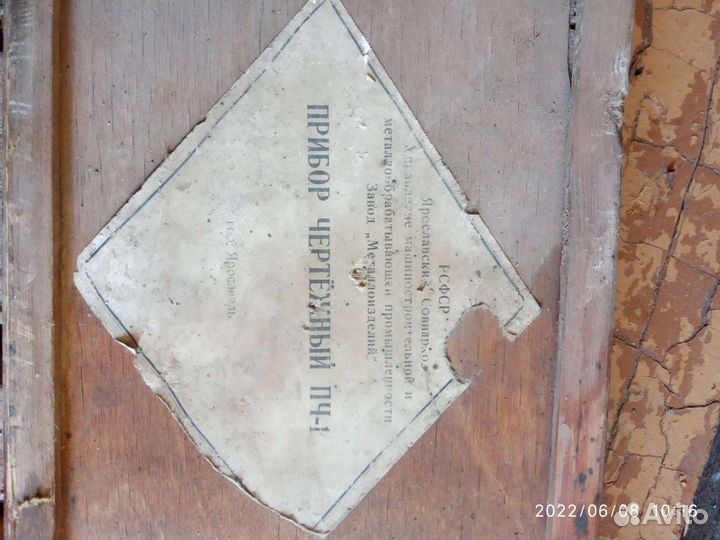 РСФСР
Ярославский Совнархоз
Управление машиностроительной и
металлообрабатывающей промышленности
Завод „Металлоизделий"
ПРИБОР ЧЕРТЁЖНЫЙ ПЧ-1
Ярославль
2022/06/08 10:16
Avito